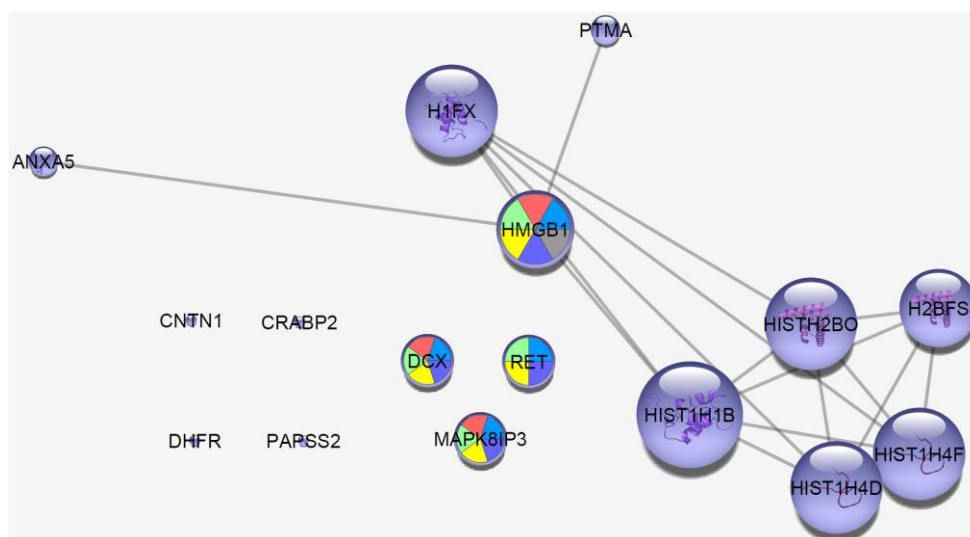 PTMA
H1FX
ANXA5
HMGB1
H2BFS
CNTN1
CRABP2
HISTH2BO
DCX
RET
HIST1H1B
DHFR
PAPSS2
MAPK8IP3
HIST1H4F
HIST1H4D